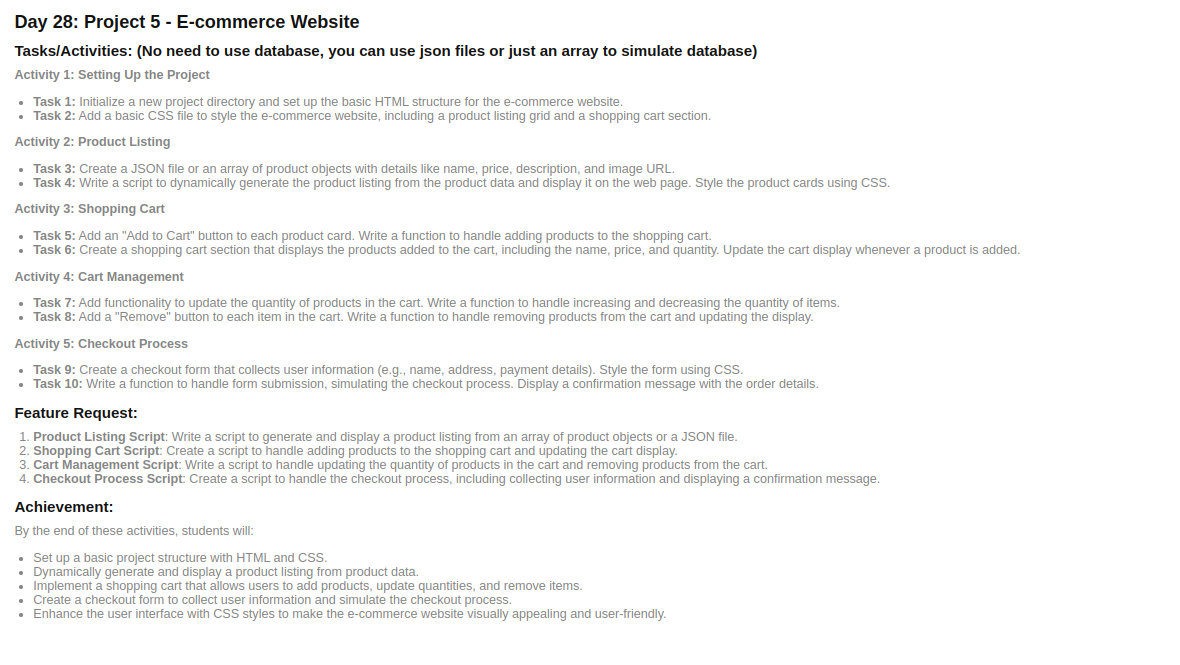 Day 28: Project 5 - E-commerce Website
Tasks/Activities: (No need to use database, you can use json files or just an array to simulate database)
Activity 1: Setting Up the Project
• Task 1: Initialize a new project directory and set up the basic HTML structure for the e-commerce website.
• Task 2: Add a basic CSS file to style the e-commerce website, including a product listing grid and a shopping cart section.
Activity 2: Product Listing
• Task 3: Create a JSON file or an array of product objects with details like name, price, description, and image URL.
• Task 4: Write a script to dynamically generate the product listing from the product data and display it on the web page. Style the product cards using CSS.
Activity 3: Shopping Cart
• Task 5: Add an "Add to Cart" button to each product card. Write a function to handle adding products to the shopping cart.
• Task 6: Create a shopping cart section that displays the products added to the cart, including the name, price, and quantity. Update the cart display whenever a product is added.
Activity 4: Cart Management
• Task 7: Add functionality to update the quantity of products in the cart. Write a function to handle increasing and decreasing the quantity of items.
• Task 8: Add a "Remove" button to each item in the cart. Write a function to handle removing products from the cart and updating the display.
Activity 5: Checkout Process
• Task 9: Create a checkout form that collects user information (e.g., name, address, payment details). Style the form using CSS.
• Task 10: Write a function to handle form submission, simulating the checkout process. Display a confirmation message with the order details.
Feature Request:
1. Product Listing Script: Write a script to generate and display a product listing from an array of product objects or a JSON file.
2. Shopping Cart Script: Create a script to handle adding products to the shopping cart and updating the cart display.
3. Cart Management Script: Write a script to handle updating the quantity of products in the cart and removing products from the cart.
4. Checkout Process Script: Create a script to handle the checkout process, including collecting user information and displaying a confirmation message.
Achievement:
By the end of these activities, students will:
• Set up a basic project structure with HTML and CSS.
• Dynamically generate and display a product listing from product data.
• Implement a shopping cart that allows users to add products, update quantities, and remove items.
• Create a checkout form to collect user information and simulate the checkout process.
• Enhance the user interface with CSS styles to make the e-commerce website visually appealing and user-friendly.